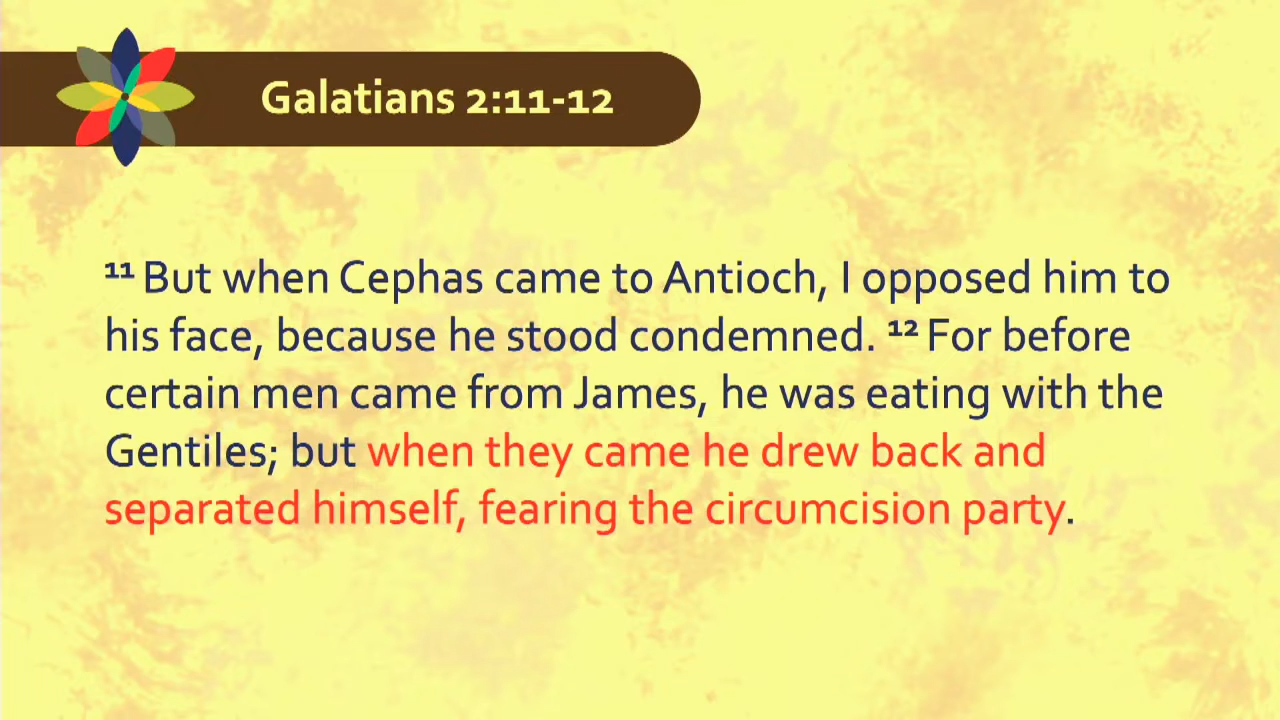 Galatians 2:11-12
11 But when Cephas came to Antioch, I opposed him to
his face, because he stood condemned. 12 For before
certain men came from James, he was eating with the
Gentiles; but when they came he drew back and
separated himself, fearing the circumcision party.